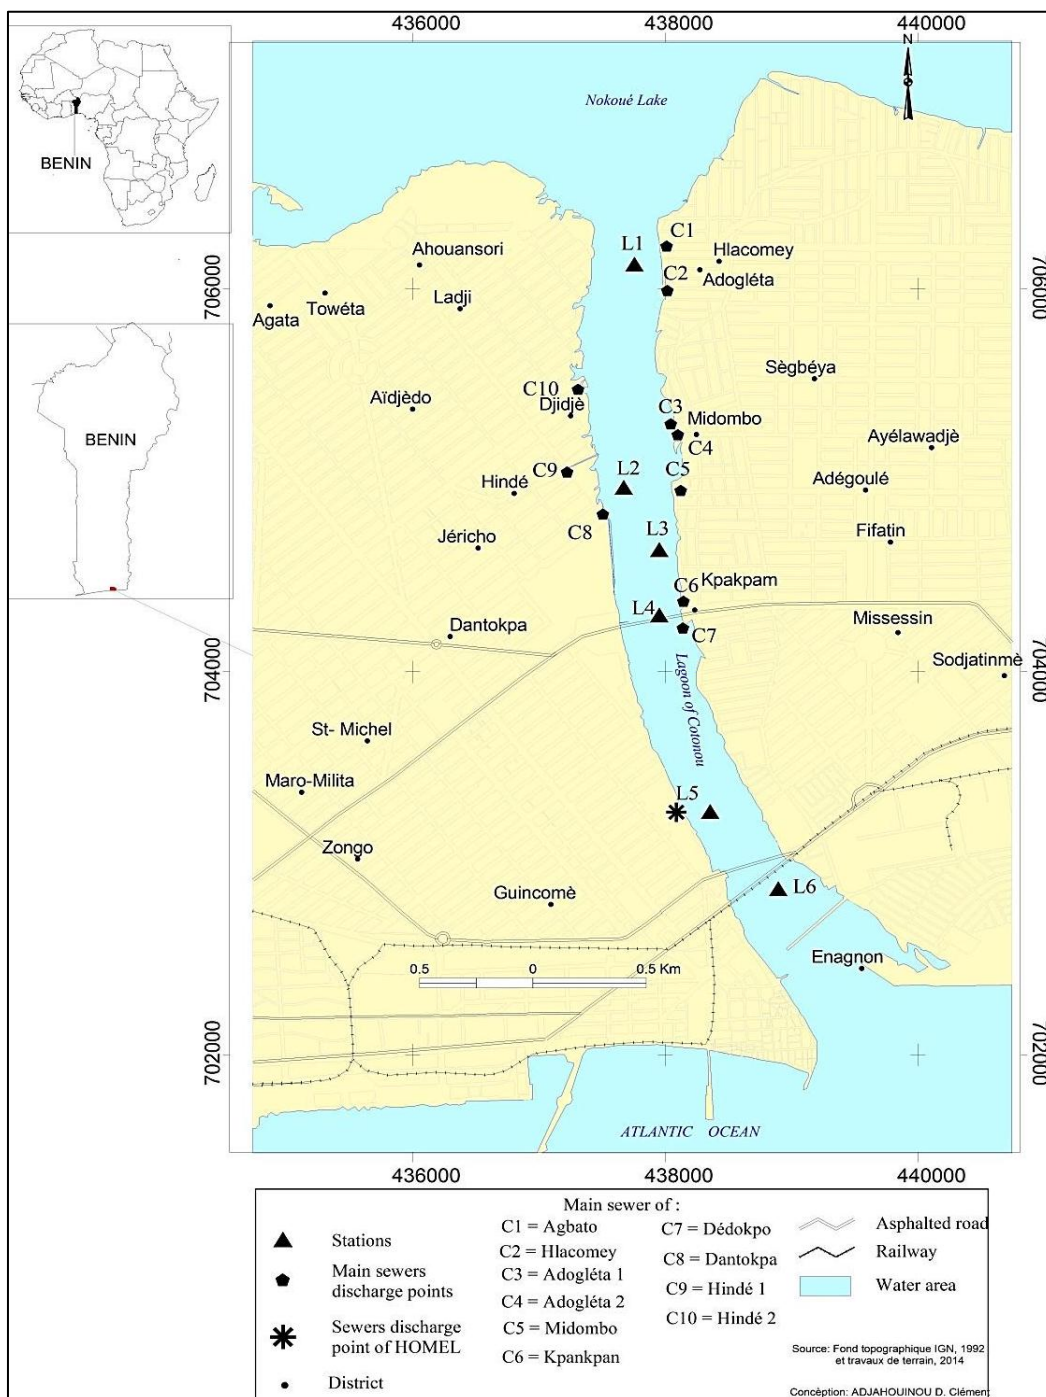 436000
438000
440000
N
BENIN
Nokoué Lake
C1
L1
Hlacomey
C2
Adogléta
Ahouansori
706000
706000
Towéta
Ladji
Agata
Sègbéya
C10
Djidjè
Aïdjèdo
C3
Midombo
C4
Ayélawadjè
BENIN
C9
L2
C5
Hindé
Adégoulé
C8
L3
Jéricho
Fifatin
C6
Kpakpam
L4
C7
Missessin
Dantokpa
Sodjatinmè
704000
704000
Lagoon of Cotonou
St- Michel
Maro-Milita
L5
Zongo
Guincomè
L6
Enagnon
0.5
0
0.5 Km
702000
702000
ATLANTIC OCEAN
436000
438000
440000
Main sewer of :
Stations
Main sewers
discharge points
Sewers discharge
point of HOMEL
District
C1 = Agbato
C2 = Hlacomey
C3 = Adogléta 1
C4 = Adogléta 2
C5 = Midombo
C6 = Kpankpan
C7 = Dédokpo
C8 = Dantokpa
C9 = Hindé 1
C10 = Hindé 2
Asphalted road
Railway
Water area
Source: Fond topographique IGN, 1992
et travaux de terrain, 2014
Concèption: ADJAHOUINOU D. Clément